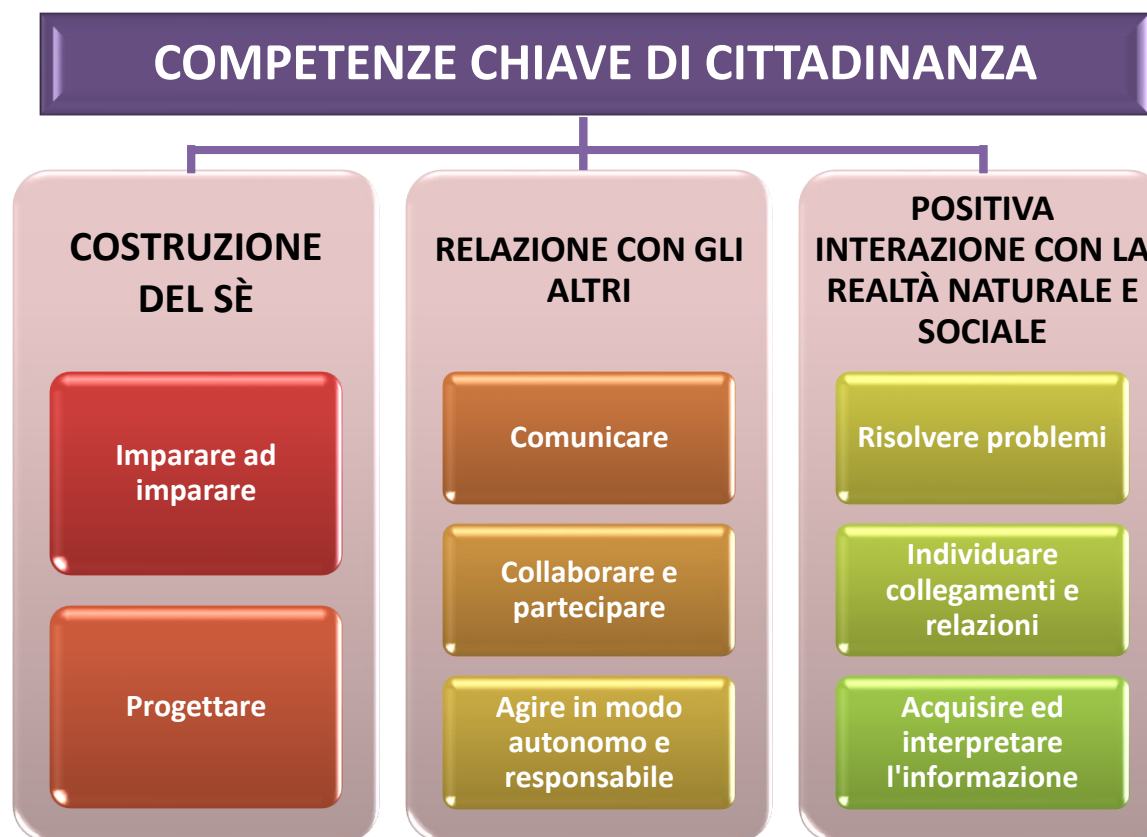 COMPETENZE CHIAVE DI CITTADINANZA
COSTRUZIONE
DEL SÈ
Imparare ad
imparare
Progettare
RELAZIONE CON GLI
ALTRI
Comunicare
Collaborare e
partecipare
Agire in modo
autonomo e
responsabile
POSITIVA
INTERAZIONE CON LA
REALTÀ NATURALE E
SOCIALE
Risolvere problemi
Individuare
collegamenti e
relazioni
Acquisire ed
interpretare
l'informazione